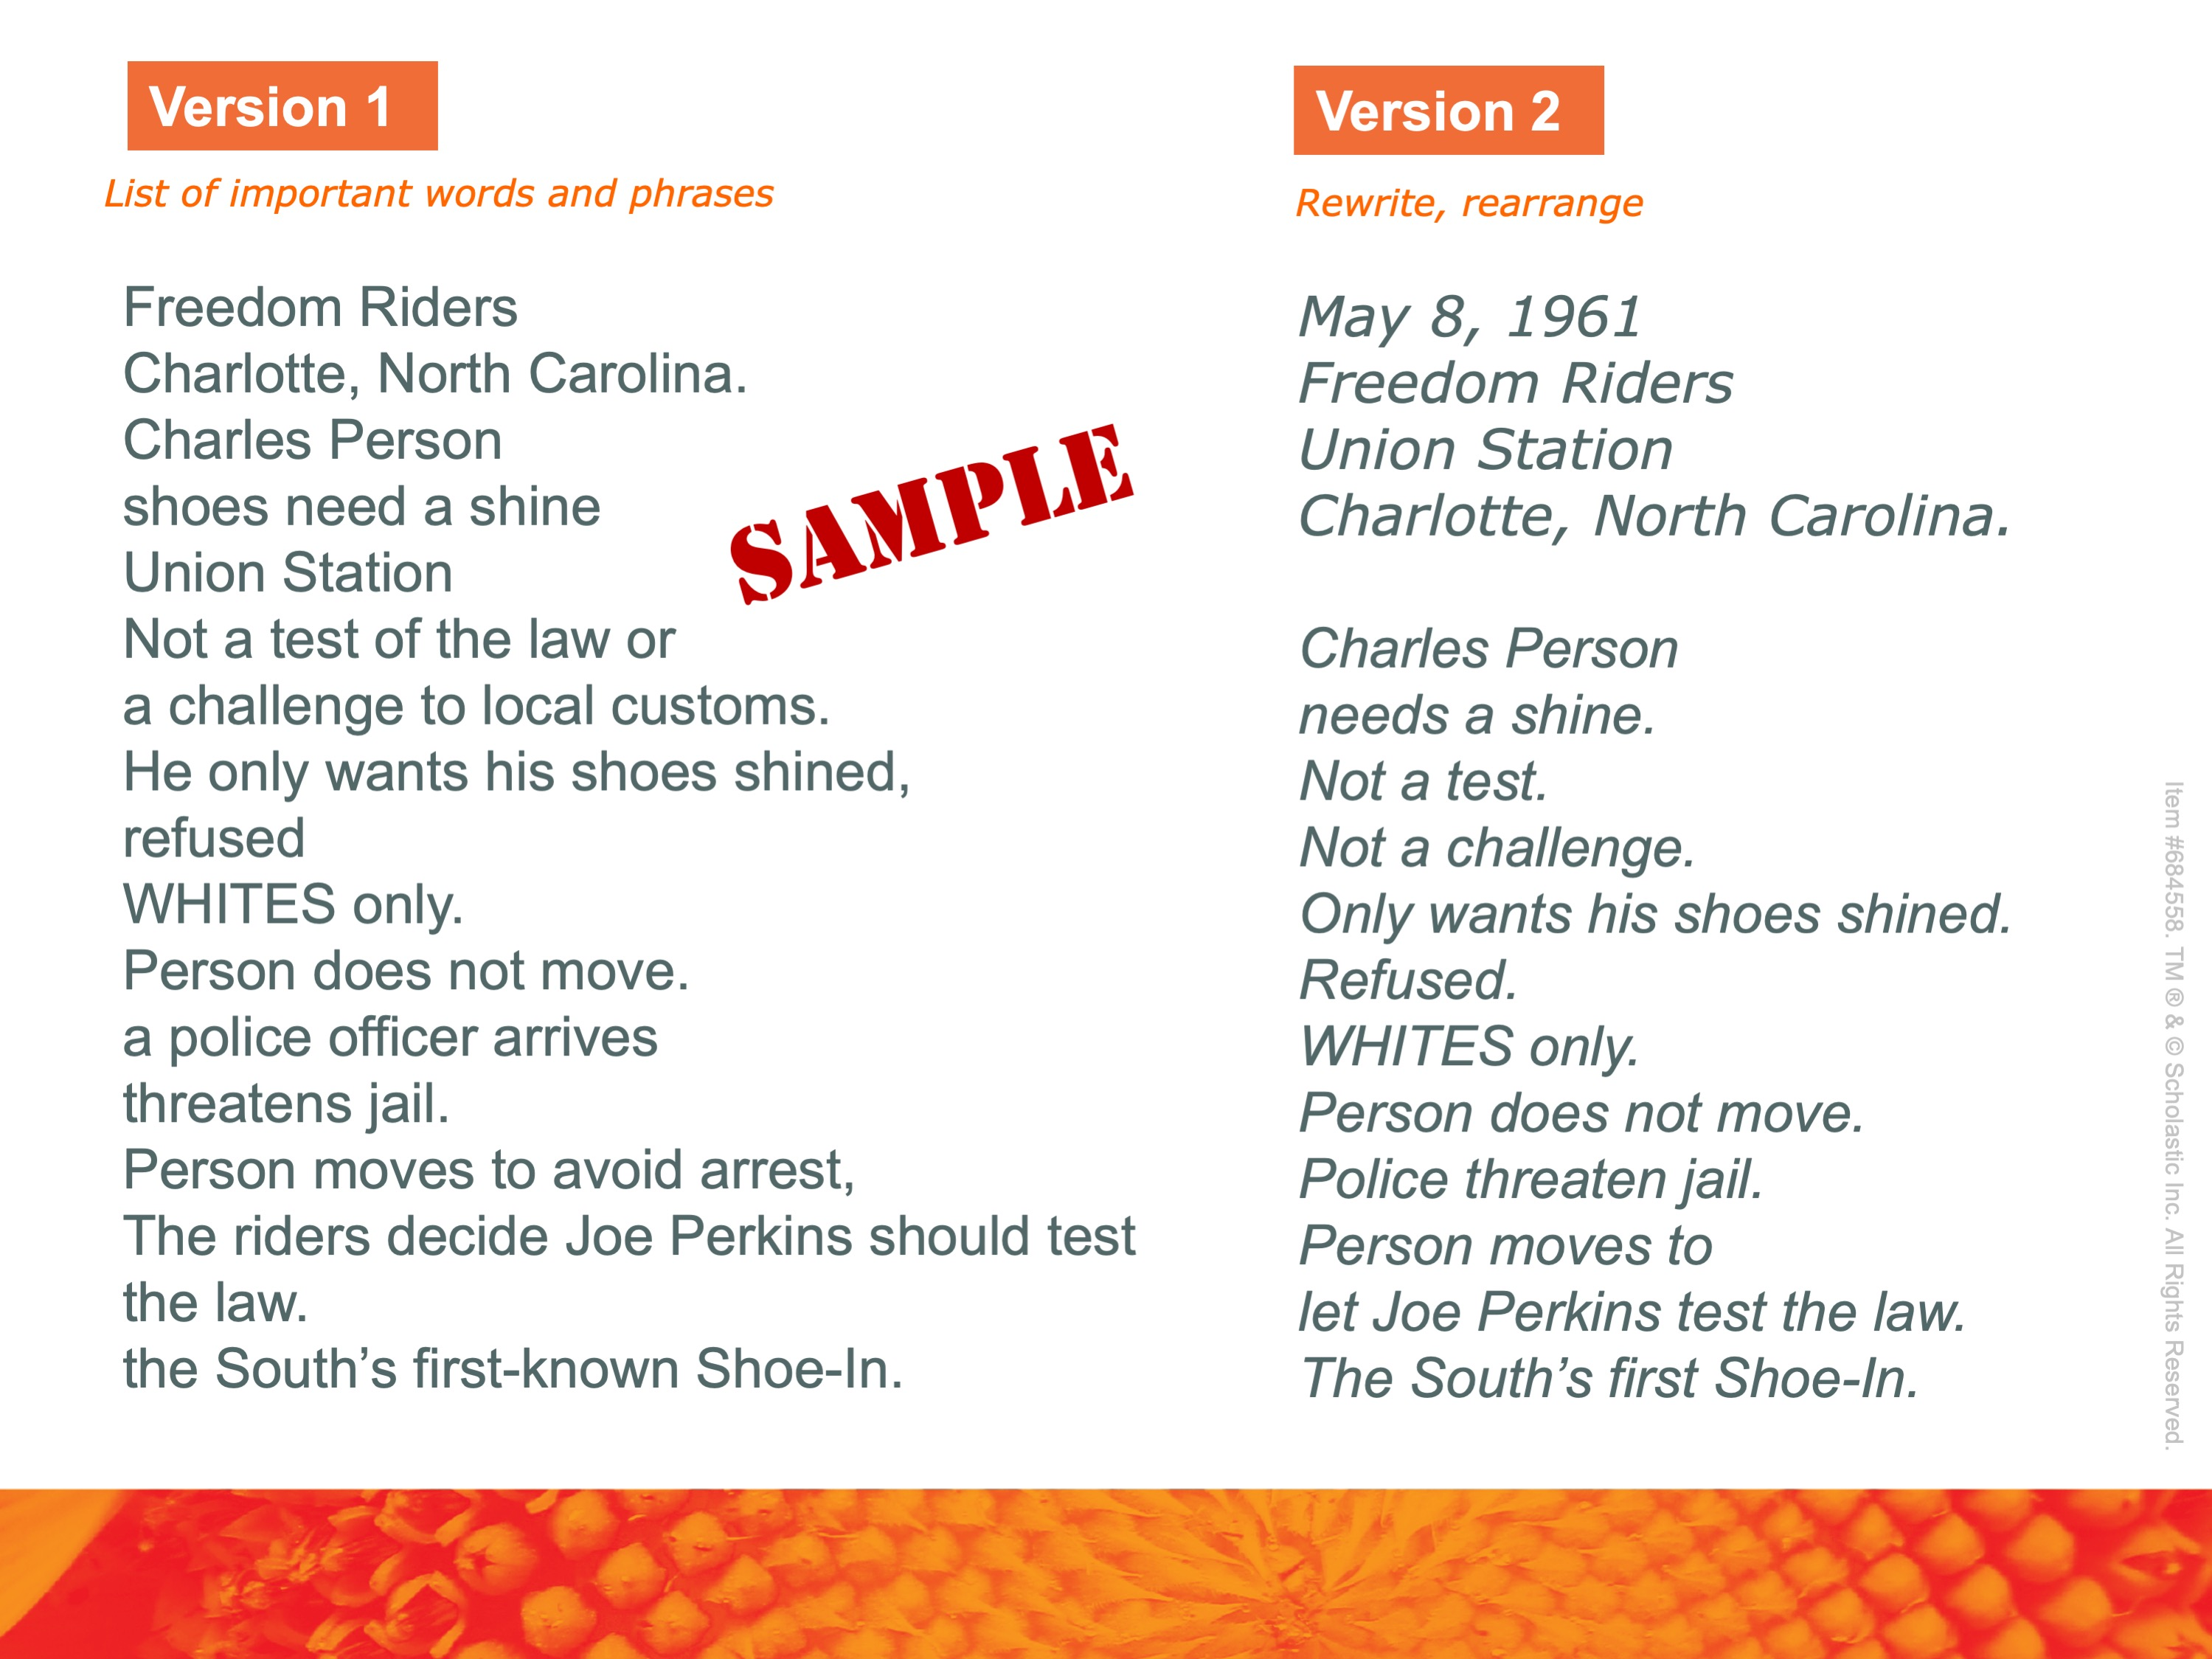 Version 1
List of important words and phrases
Freedom Riders
Charlotte, North Carolina.
Charles Person
shoes need a shine
Union Station
Not a test of the law or
a challenge to local customs.
He only wants his shoes shined,
refused
WHITES only.
Person does not move.
a police officer arrives
threatens jail.
Person moves to avoid arrest,
The riders decide Joe Perkins should test
the law.
the South’s first-known Shoe-In.
SAMPLE
Version 2
Rewrite, rearrange
May 8, 1961
Freedom Riders
Union Station
Charlotte, North Carolina.
Charles Person
needs a shine.
Not a test.
Not a challenge.
Only wants his shoes shined.
Refused.
WHITES only.
Person does not move.
Police threaten jail.
Person moves to
let Joe Perkins test the law.
The South’s first Shoe-In.
Item #684558. TM ® & © Scholastic Inc. All Rights Reserved.